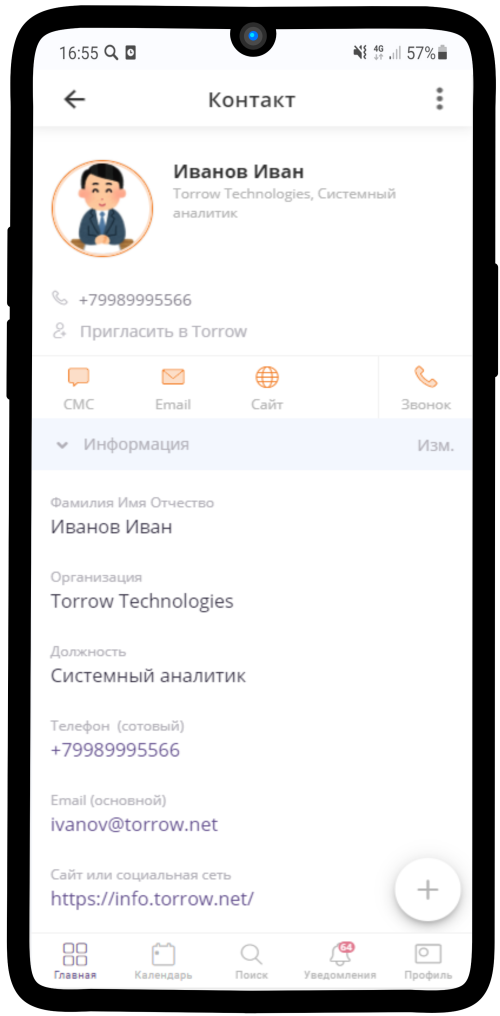 16:55 4G 57%
Контакт
Иванов Иван
Torrow Technologies, Системный
аналитик
+79989995566
Пригласить в Torrow
СМС Email Сайт Звонок
Информация Изм.
Фамилия Имя Отчество
Иванов Иван
Организация
Torrow Technologies
Должность
Системный аналитик
Телефон (сотовый)
+79989995566
Email (основной)
ivanov@torrow.net
Сайт или социальная сеть
https://info.torrow.net/
64
Главная Календарь Поиск Уведомления Профиль